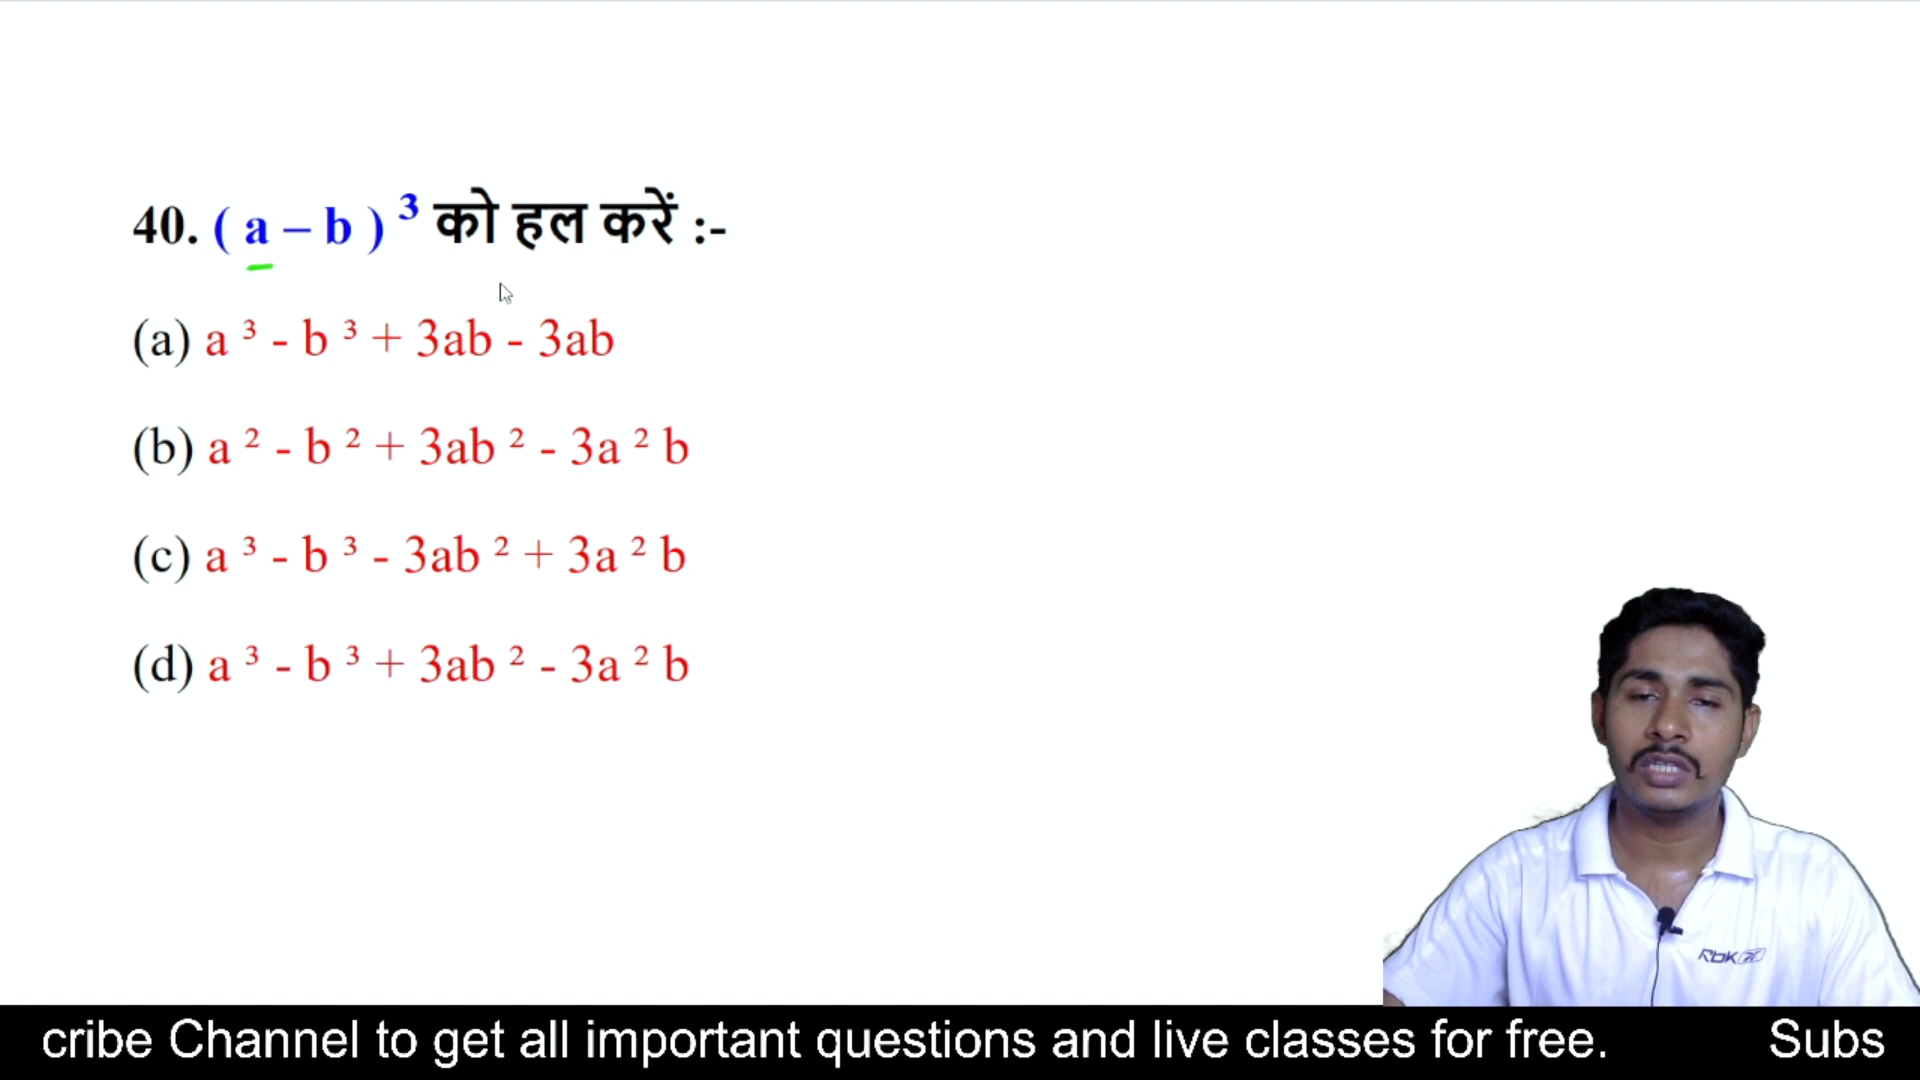 40. ( a – b ) ³ को हल करें :-
(a) a ³ - b ³ + 3ab - 3ab
(b) a ² - b ² + 3ab ² - 3a ² b
(c) a ³ - b ³ - 3ab ² + 3a ² b
(d) a ³ - b ³ + 3ab ² - 3a ² b
Rbk
cribe Channel to get all important questions and live classes for free. Subs